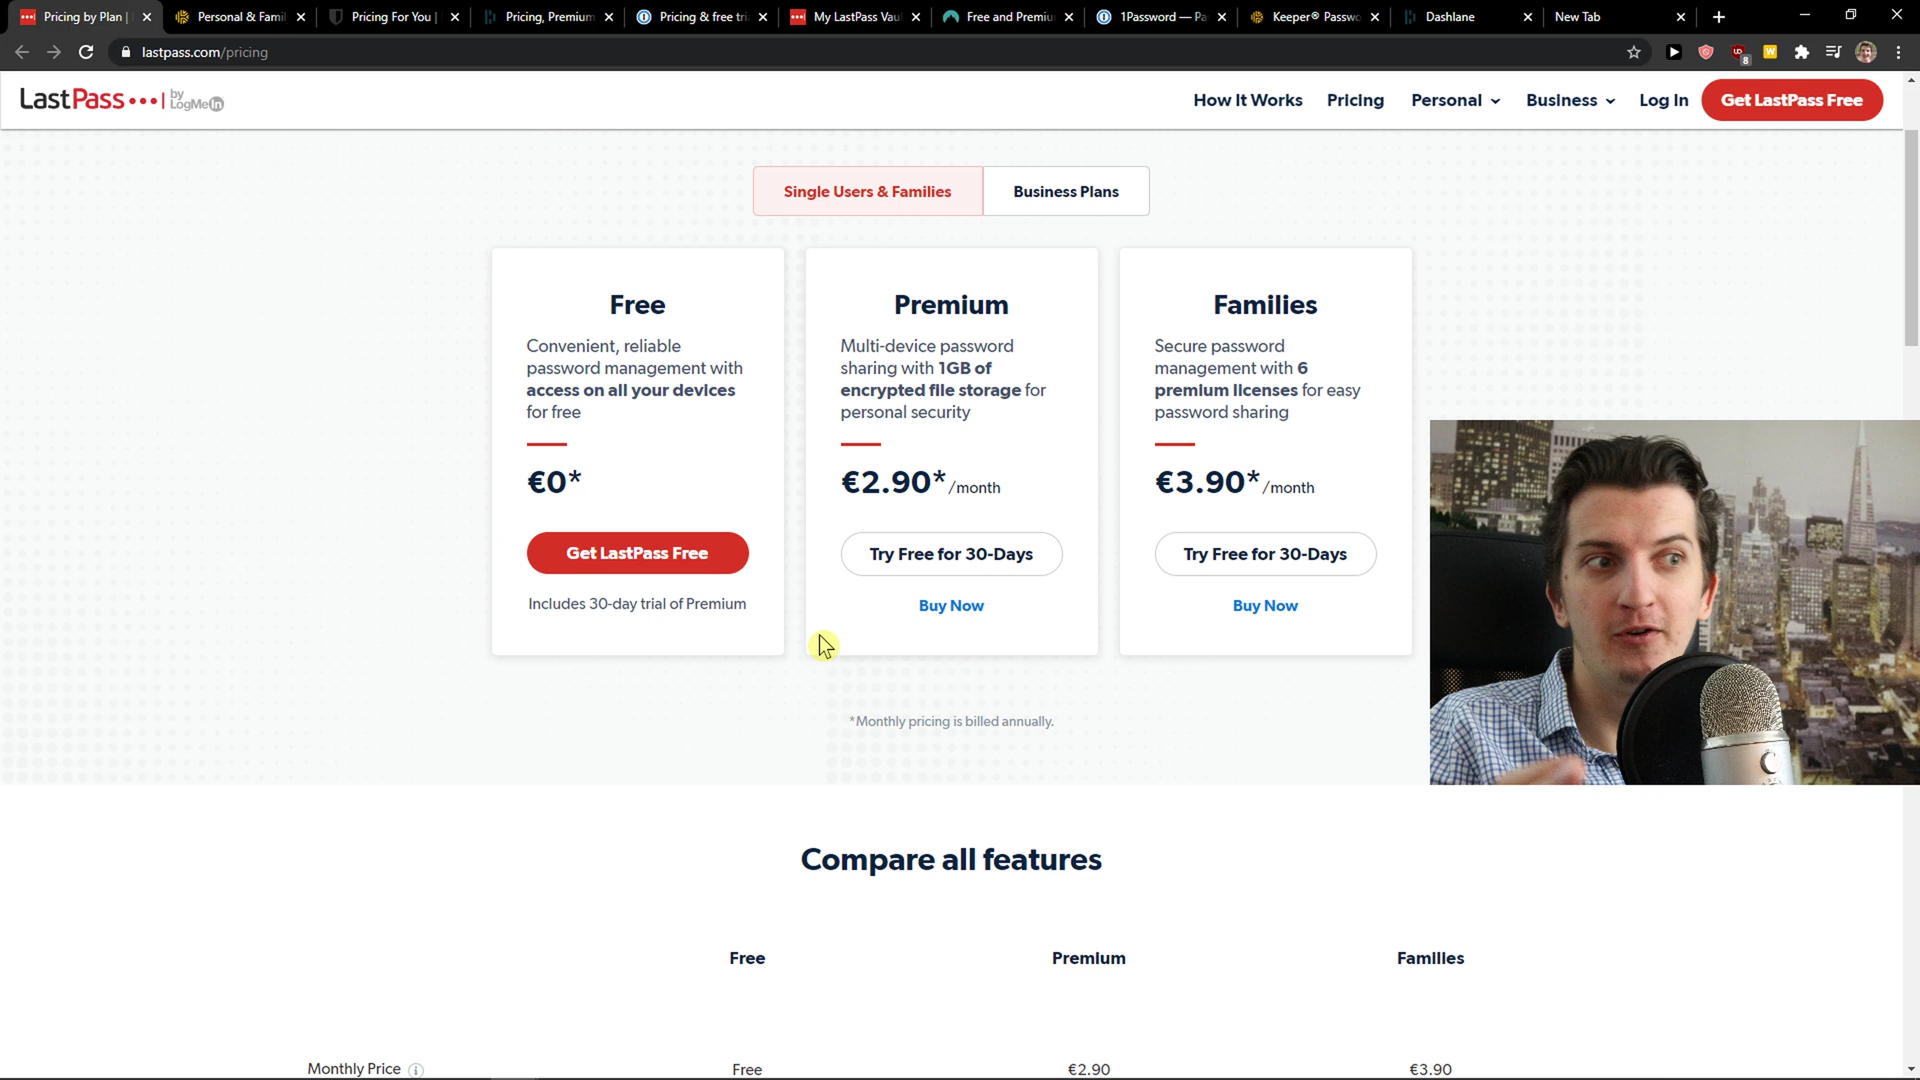 Pricing by Plan |
Personal & Famil
Pricing For You |
Pricing, Premium
Pricing & free tri
My LastPass Vau
Free and Premiu
1Password — Pa
Keeper® Passwo
Dashlane
New Tab
lastpass.com/pricing
8
LastPass by LogMeIn
How It Works
Pricing
Personal
Business
Log In
Get LastPass Free
Single Users & Families
Business Plans
Free
Convenient, reliable
password management with
access on all your devices
for free
€0*
Get LastPass Free
Includes 30-day trial of Premium
Premium
Multi-device password
sharing with 1GB of
encrypted file storage for
personal security
€2.90* /month
Try Free for 30-Days
Buy Now
Families
Secure password
management with 6
premium licenses for easy
password sharing
€3.90* /month
Try Free for 30-Days
Buy Now
*Monthly pricing is billed annually.
Compare all features
Free Premium Families
Monthly Price i Free €2.90 €3.90